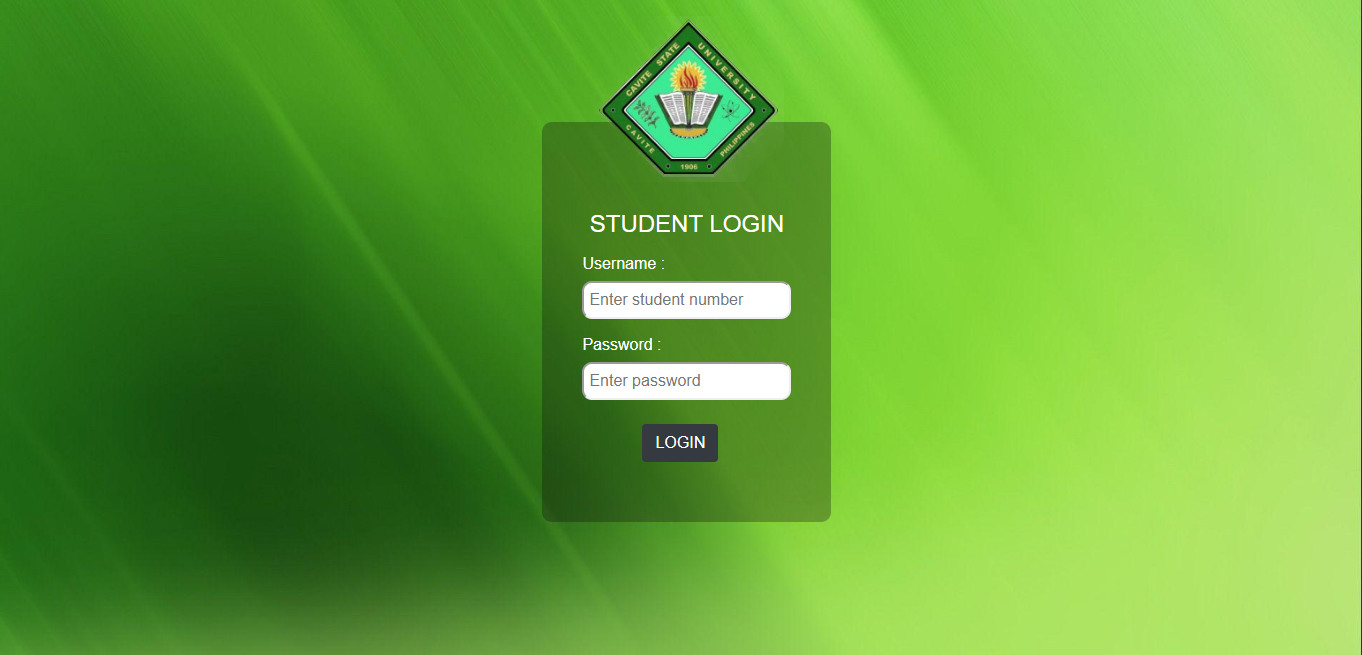 CAVITE STATE UNIVERSITY
CAVITE
PHILIPPINES
1906
STUDENT LOGIN
Username :
Enter student number
Password :
Enter password
LOGIN